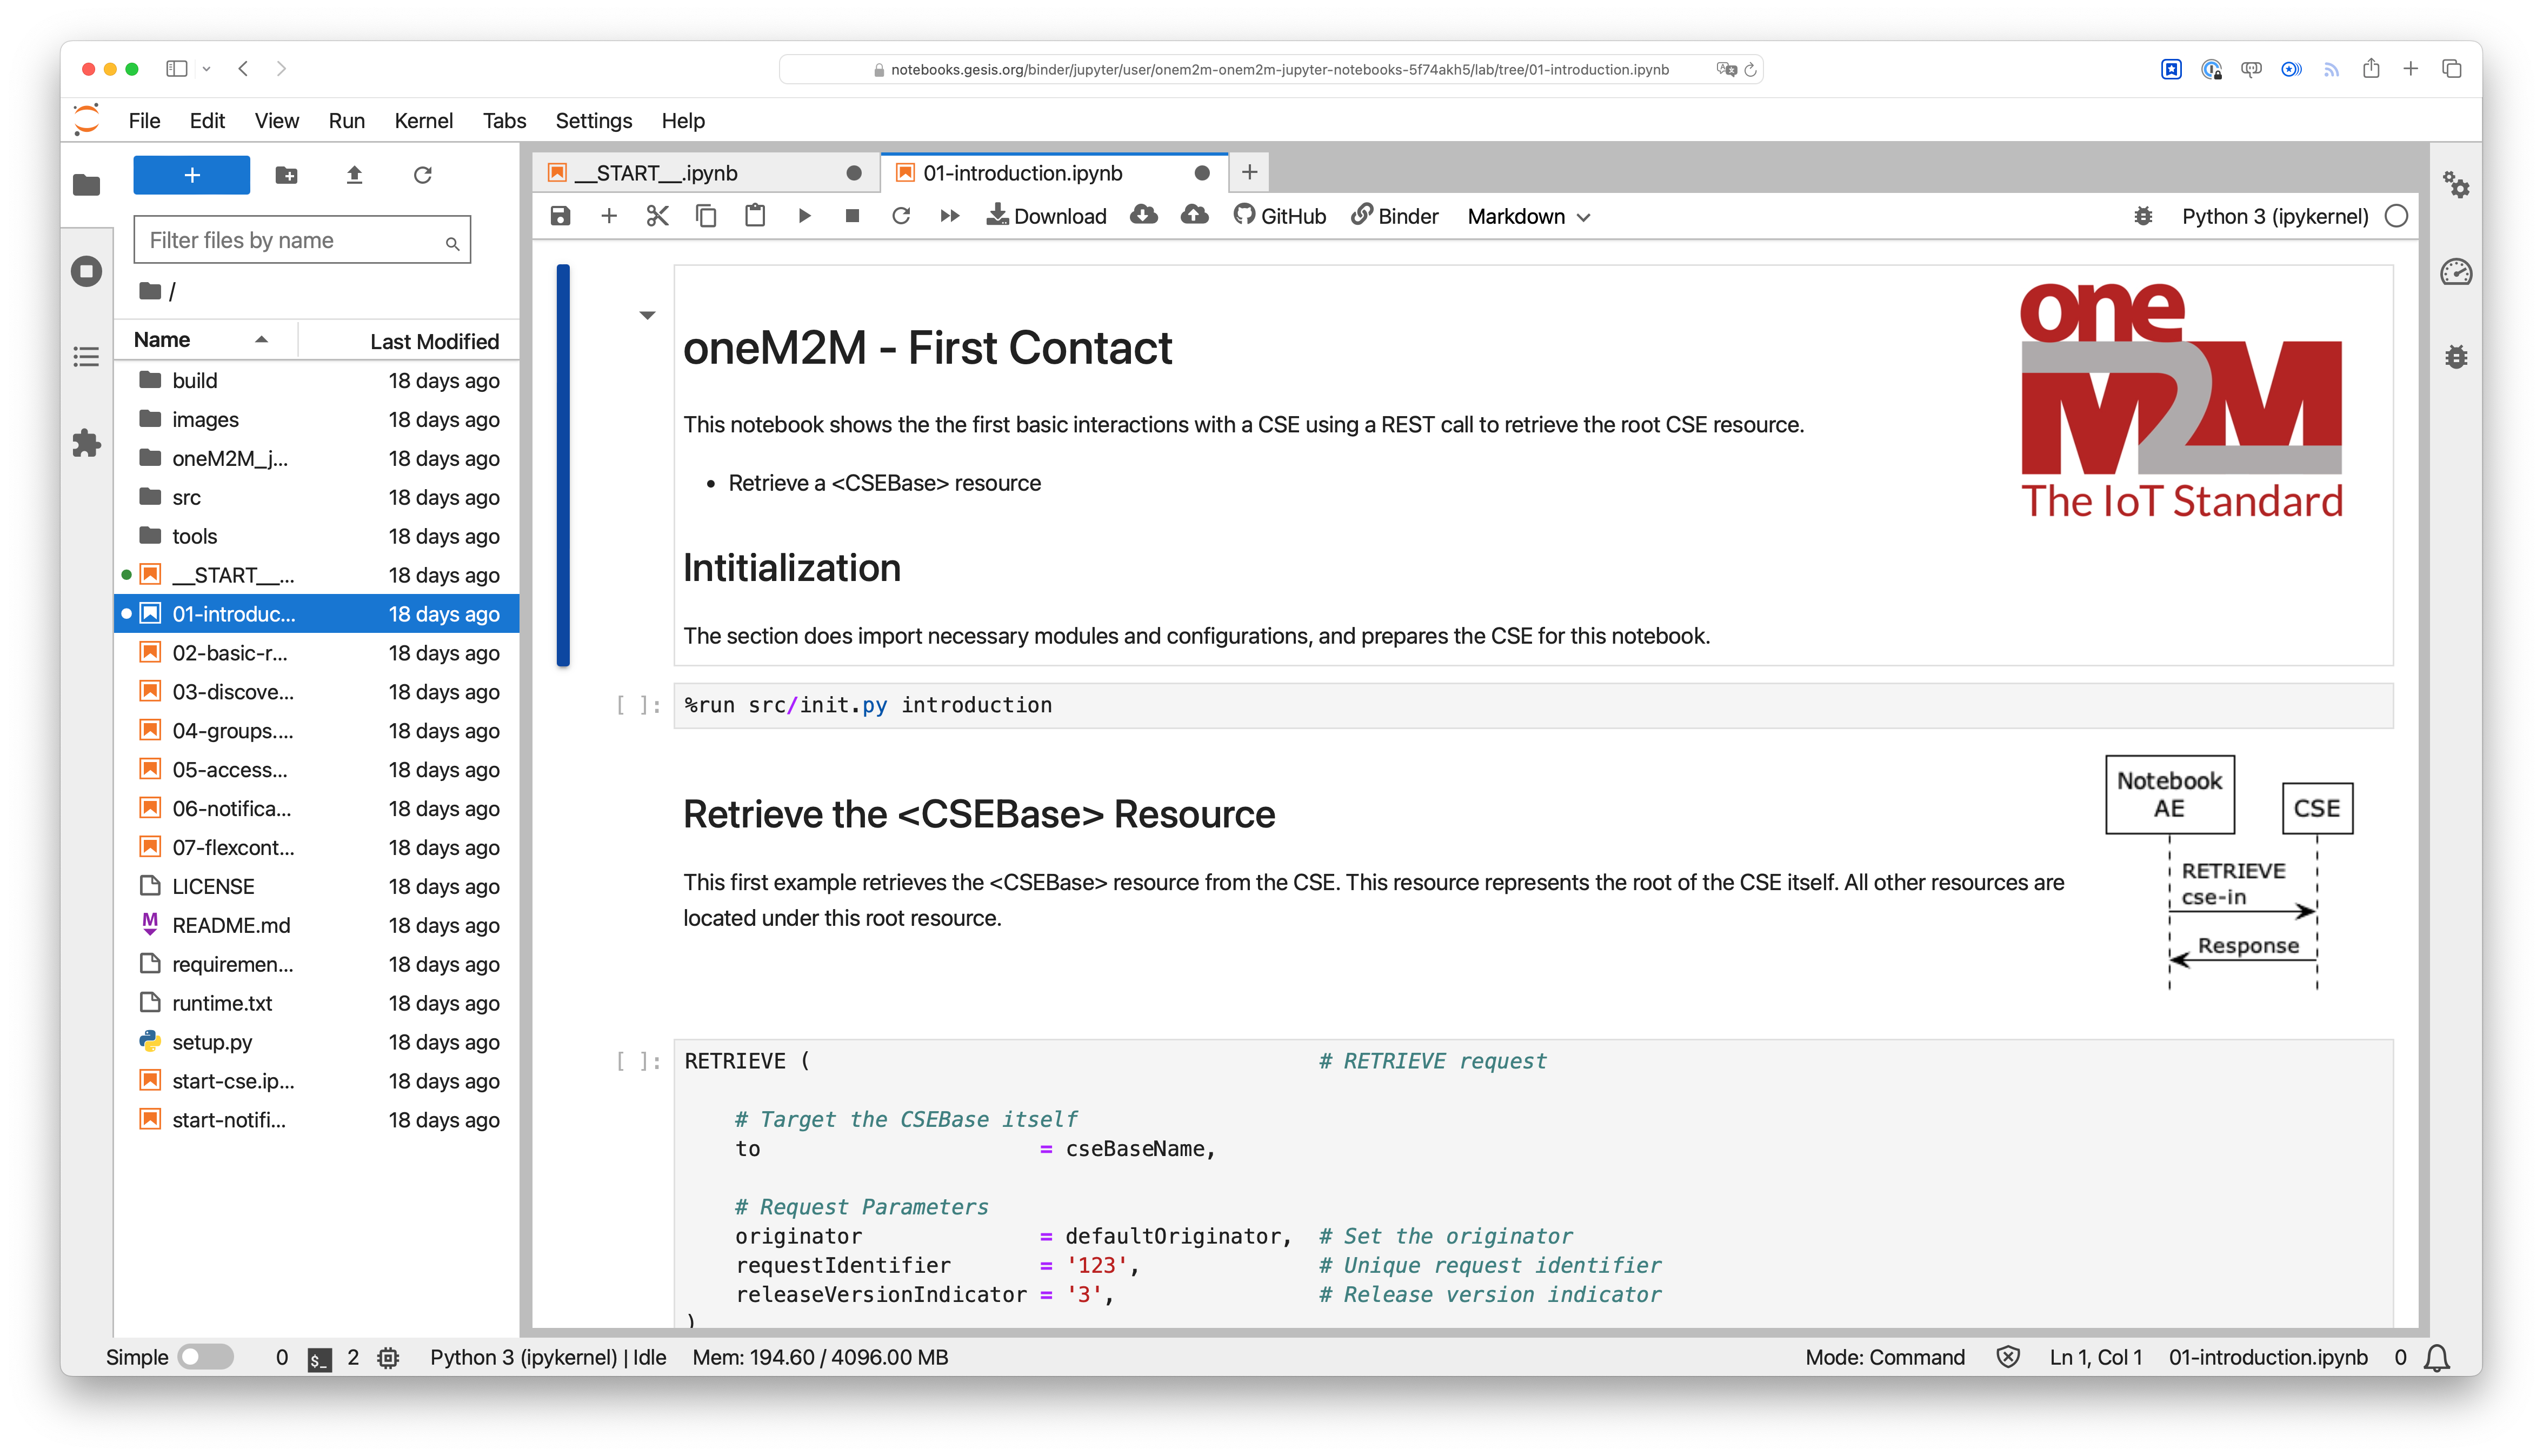 notebooks.gesis.org/binder/jupyter/user/onem2m-onem2m-jupyter-notebooks-5f74akh5/lab/tree/01-introduction.ipynb
File Edit View Run Kernel Tabs Settings Help
__START__.ipynb
01-introduction.ipynb
Download GitHub Binder Markdown Python 3 (ipykernel)
Filter files by name
/
Name Last Modified
build 18 days ago
images 18 days ago
oneM2M_j... 18 days ago
src 18 days ago
tools 18 days ago
__START__... 18 days ago
01-introduc... 18 days ago
02-basic-r... 18 days ago
03-discove... 18 days ago
04-groups.... 18 days ago
05-access... 18 days ago
06-notifica... 18 days ago
07-flexcont... 18 days ago
LICENSE 18 days ago
README.md 18 days ago
requiremen... 18 days ago
runtime.txt 18 days ago
setup.py 18 days ago
start-cse.ip... 18 days ago
start-notifi... 18 days ago
oneM2M - First Contact
This notebook shows the the first basic interactions with a CSE using a REST call to retrieve the root CSE resource.
• Retrieve a <CSEBase> resource
one
M2M
The IoT Standard
Intitialization
The section does import necessary modules and configurations, and prepares the CSE for this notebook.
[ ]: %run src/init.py introduction
Retrieve the <CSEBase> Resource
This first example retrieves the <CSEBase> resource from the CSE. This resource represents the root of the CSE itself. All other resources are
located under this root resource.
Notebook
AE
CSE
RETRIEVE
cse-in
Response
[ ]: RETRIEVE ( # RETRIEVE request
# Target the CSEBase itself
to = cseBaseName,
# Request Parameters
originator = defaultOriginator, # Set the originator
requestIdentifier = '123', # Unique request identifier
releaseVersionIndicator = '3', # Release version indicator
)
Simple 0 $_ 2 Python 3 (ipykernel) | Idle Mem: 194.60 / 4096.00 MB Mode: Command Ln 1, Col 1 01-introduction.ipynb 0